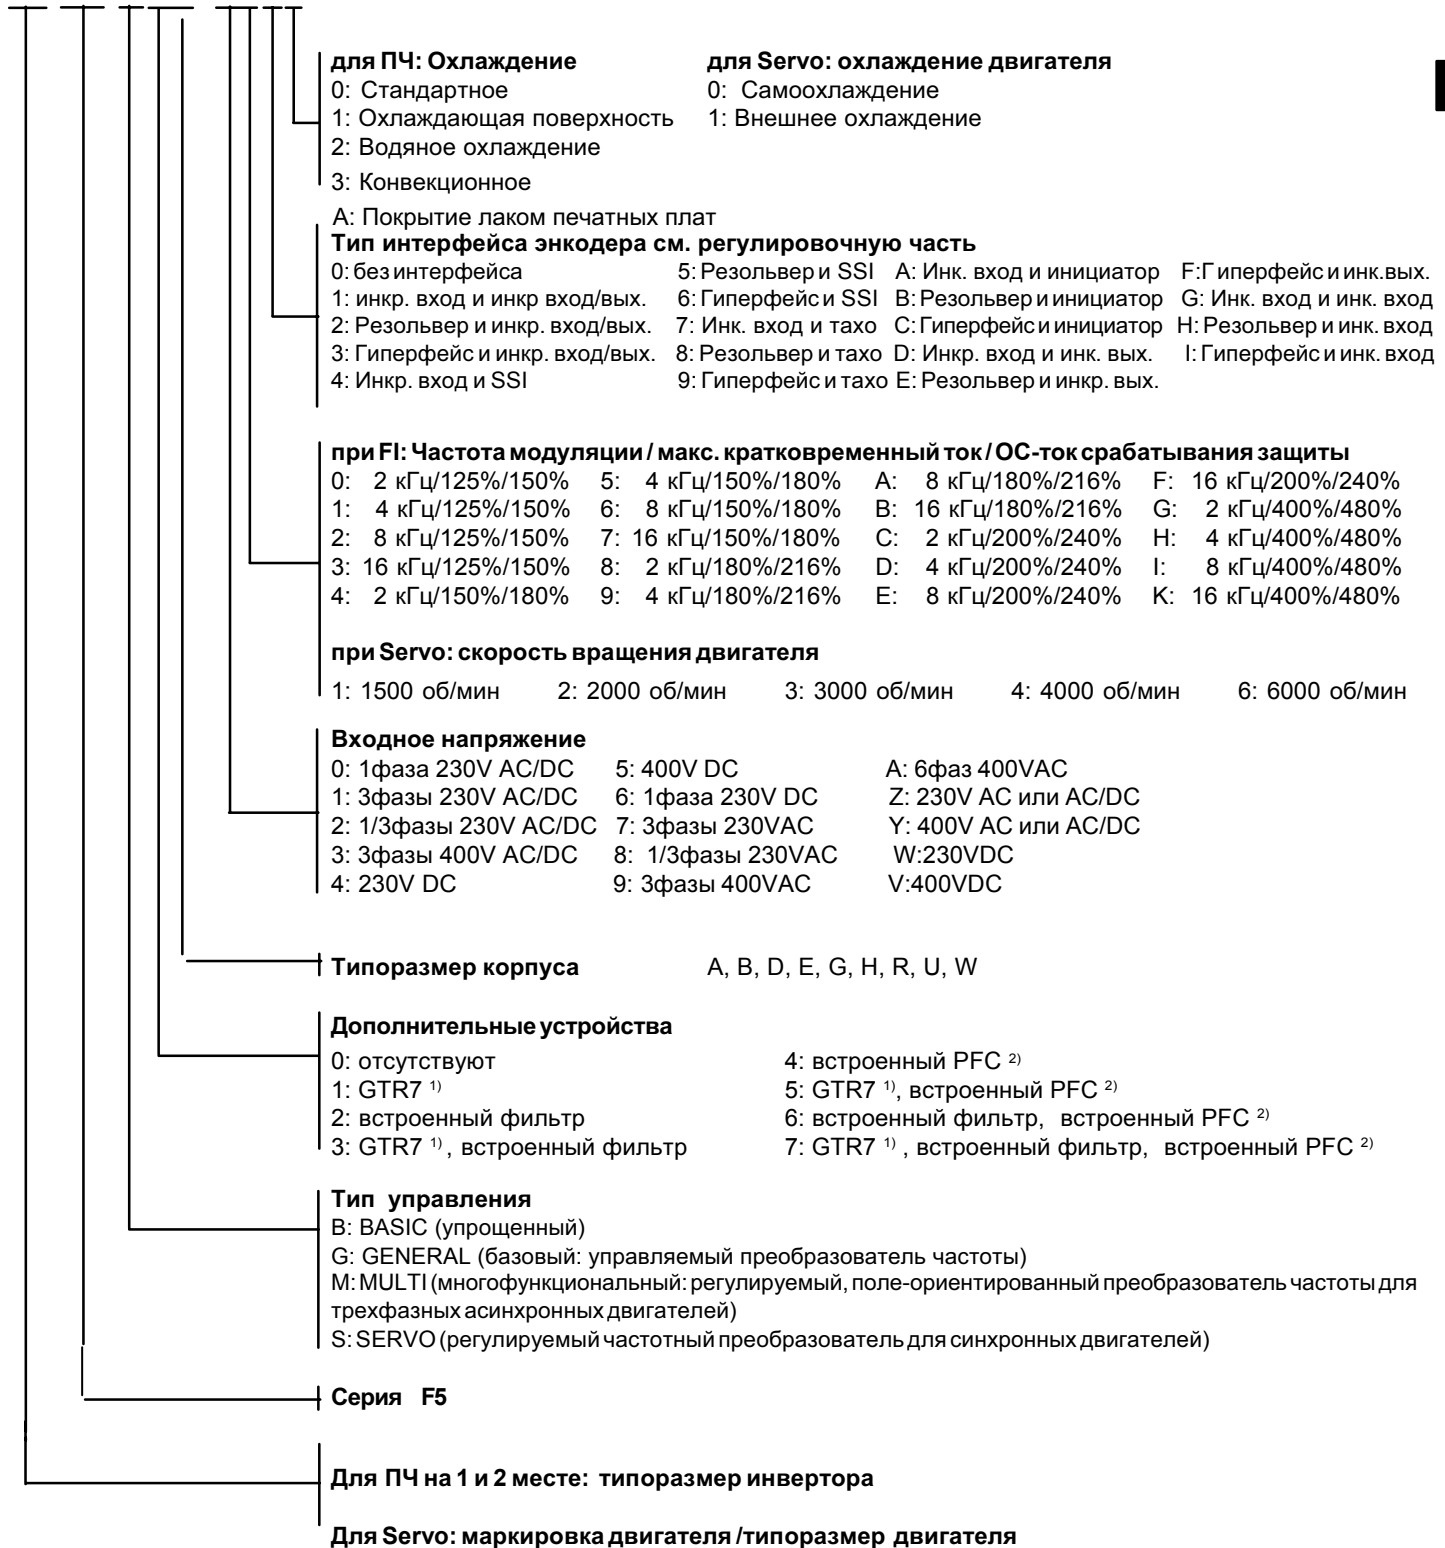 для ПЧ: Охлаждение для Servo: охлаждение двигателя
0: Стандартное 0: Самоохлаждение
1: Охлаждающая поверхность 1: Внешнее охлаждение
2: Водяное охлаждение
3: Конвекционное
A: Покрытие лаком печатных плат
Тип интерфейса энкодера см. регулировочную часть
0: без интерфейса 5: Резольвер и SSI A: Инк. вход и инициатор F:Гиперфейс и инк.вых.
1: инкр. вход и инкр вход/вых. 6: Гиперфейс и SSI B: Резольвер и инициатор G: Инк. вход и инк. вход
2: Резольвер и инкр. вход/вых. 7: Инк. вход и тахо C: Гиперфейс и инициатор H: Резольвер и инк. вход
3: Гиперфейс и инкр. вход/вых. 8: Резольвер и тахо D: Инкр. вход и инк. вых. I: Гиперфейс и инк. вход
4: Инкр. вход и SSI 9: Гиперфейс и тахо E: Резольвер и инкр. вых.
при FI: Частота модуляции / макс. кратковременный ток / ОС-ток срабатывания защиты
0: 2 кГц/125%/150% 5: 4 кГц/150%/180% A: 8 кГц/180%/216% F: 16 кГц/200%/240%
1: 4 кГц/125%/150% 6: 8 кГц/150%/180% B: 16 кГц/180%/216% G: 2 кГц/400%/480%
2: 8 кГц/125%/150% 7: 16 кГц/150%/180% C: 2 кГц/200%/240% H: 4 кГц/400%/480%
3: 16 кГц/125%/150% 8: 2 кГц/180%/216% D: 4 кГц/200%/240% I: 8 кГц/400%/480%
4: 2 кГц/150%/180% 9: 4 кГц/180%/216% E: 8 кГц/200%/240% K: 16 кГц/400%/480%
при Servo: скорость вращения двигателя
1: 1500 об/мин 2: 2000 об/мин 3: 3000 об/мин 4: 4000 об/мин 6: 6000 об/мин
Входное напряжение
0: 1фаза 230V AC/DC 5: 400V DC A: 6фаз 400VAC
1: 3фазы 230V AC/DC 6: 1фаза 230V DC Z: 230V AC или AC/DC
2: 1/3фазы 230V AC/DC 7: 3фазы 230VAC Y: 400V AC или AC/DC
3: 3фазы 400V AC/DC 8: 1/3фазы 230VAC W:230VDC
4: 230V DC 9: 3фазы 400VAC V:400VDC
Типоразмер корпуса A, B, D, E, G, H, R, U, W
Дополнительные устройства
0: отсутствуют 4: встроенный PFC 2)
1: GTR7 1) 5: GTR7 1), встроенный PFC 2)
2: встроенный фильтр 6: встроенный фильтр, встроенный PFC 2)
3: GTR7 1) , встроенный фильтр 7: GTR7 1) , встроенный фильтр, встроенный PFC 2)
Тип управления
B: BASIC (упрощенный)
G: GENERAL (базовый: управляемый преобразователь частоты)
M: MULTI (многофункциональный: регулируемый, поле-ориентированный преобразователь частоты для
трехфазных асинхронных двигателей)
S: SERVO (регулируемый частотный преобразователь для синхронных двигателей)
Серия F5
Для ПЧ на 1 и 2 месте: типоразмер инвертора
Для Servo: маркировка двигателя /типоразмер двигателя